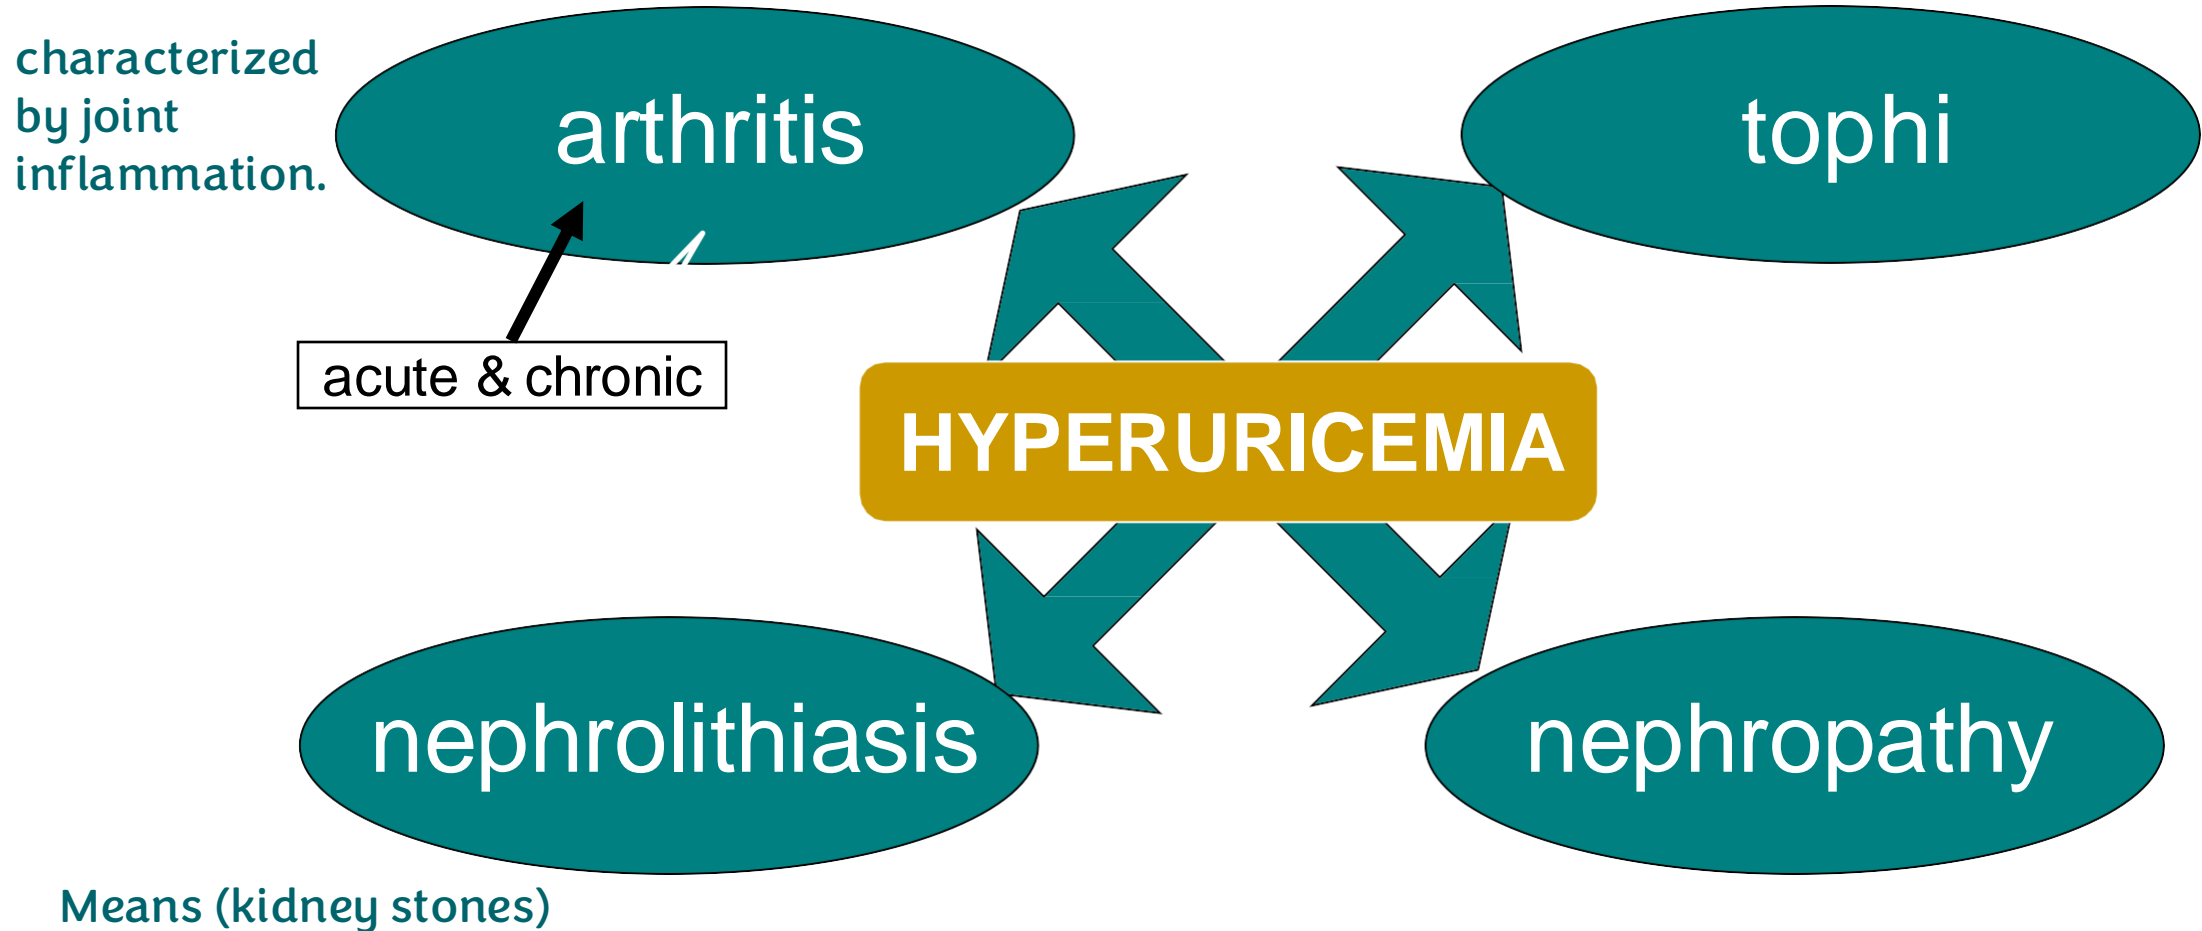 characterized
by joint
inflammation.
arthritis
tophi
acute & chronic
HYPERURICEMIA
nephrolithiasis
nephropathy
Means (kidney stones)